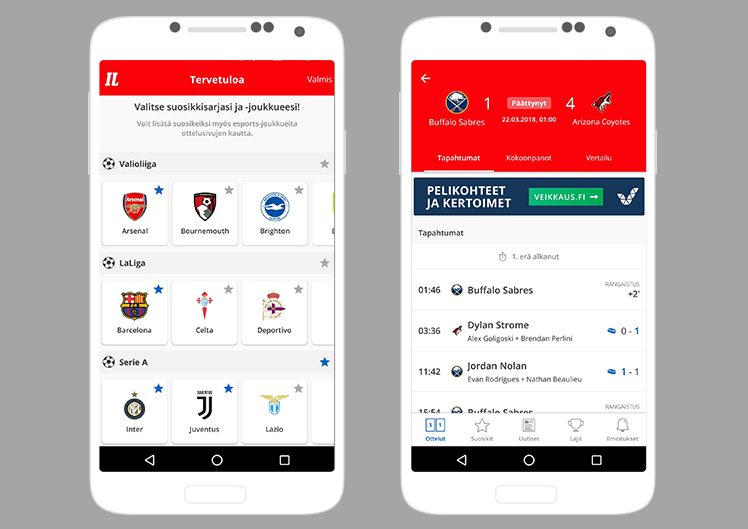 IL
Tervetuloa
Valmis
Valitse suosikkisarjasi ja -joukkueesi!
Voit lisätä suosikeiksi myös esports-joukkueita
ottelusivujen kautta.
Valioliiga
Arsenal
Arsenal
Bournemouth
Brighton
LaLiga
Barcelona
Celta
Deportivo
Serie A
JUVENTUS
Inter
Juventus
Lazio
1
Päättynyt
4
Buffalo Sabres
22.03.2018, 01:00
Arizona Coyotes
Tapahtumat
Kokoonpanot
Vertailu
PELIKOHTEET
JA KERTOIMET
VEIKKAUS.FI →
Tapahtumat
1. erä alkanut
01:46
Buffalo Sabres
RANGAISTUS
+2'
03:36
Dylan Strome
Alex Goligoski + Brendan Perlini
0 - 1
11:42
Jordan Nolan
Evan Rodrigues + Nathan Beaulieu
1 - 1
15:54
Buffalo Sabres
RANGAISTUS
3 1
Ottelut
Suosikit
Uutiset
Lajit
Ilmoitukset